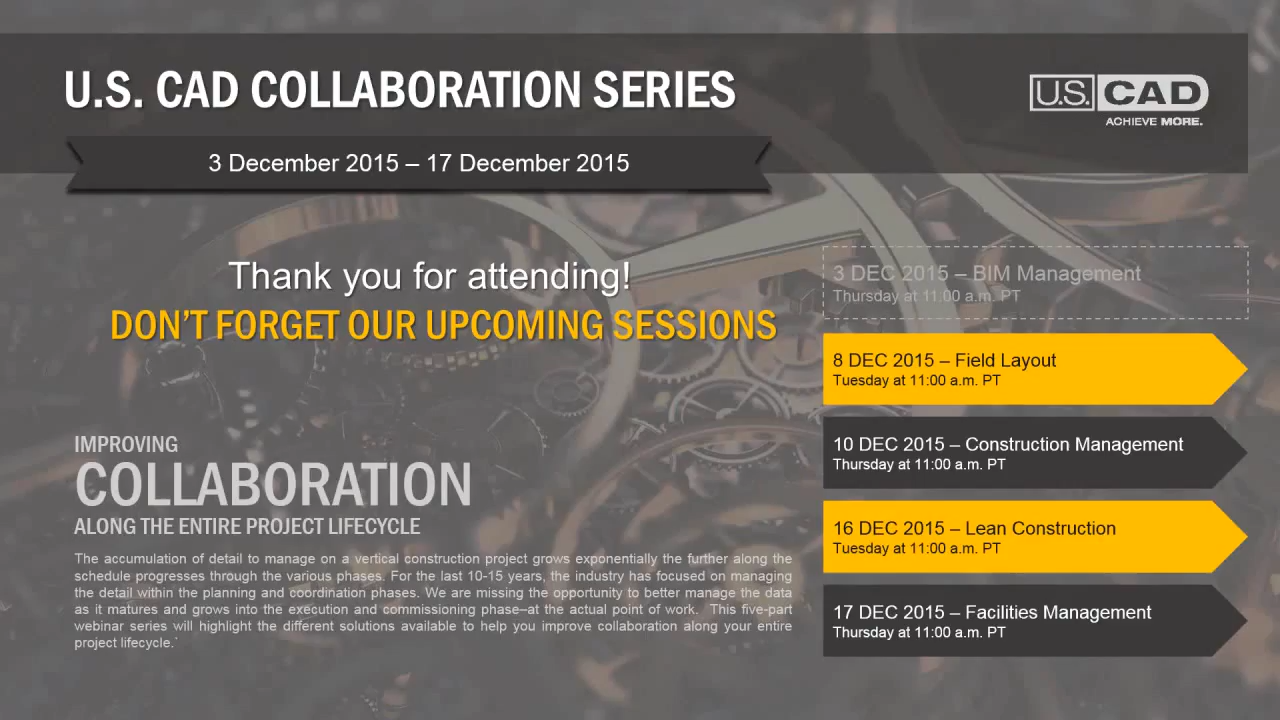 U.S. CAD COLLABORATION SERIES
U.S. CAD
ACHIEVE MORE.
3 December 2015 – 17 December 2015
Thank you for attending!
DON'T FORGET OUR UPCOMING SESSIONS
3 DEC 2015 – BIM Management
Thursday at 11:00 a.m. PT
8 DEC 2015 – Field Layout
Tuesday at 11:00 a.m. PT
10 DEC 2015 – Construction Management
Thursday at 11:00 a.m. PT
16 DEC 2015 – Lean Construction
Tuesday at 11:00 a.m. PT
17 DEC 2015 – Facilities Management
Thursday at 11:00 a.m. PT
IMPROVING
COLLABORATION
ALONG THE ENTIRE PROJECT LIFECYCLE
The accumulation of detail to manage on a vertical construction project grows exponentially the further along the
schedule progresses through the various phases. For the last 10-15 years, the industry has focused on managing
the detail within the planning and coordination phases. We are missing the opportunity to better manage the data
as it matures and grows into the execution and commissioning phase–at the actual point of work. This five-part
webinar series will highlight the different solutions available to help you improve collaboration along your entire
project lifecycle.`